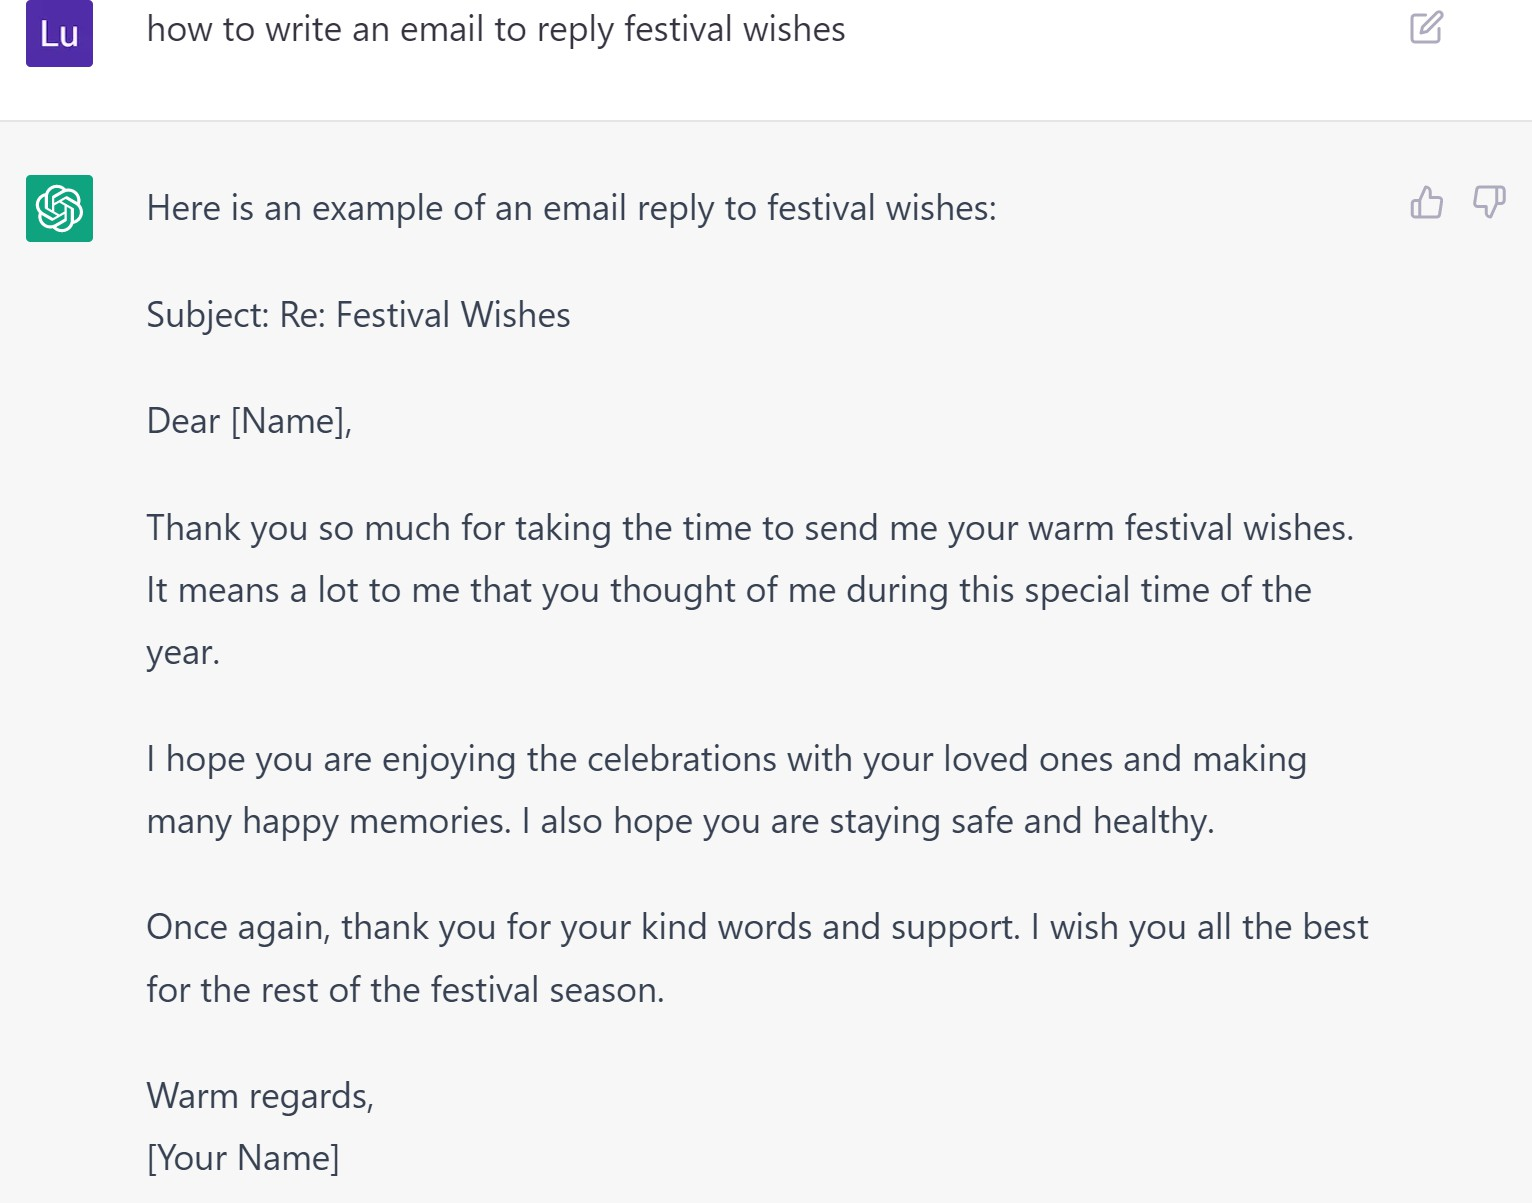 Lu
how to write an email to reply festival wishes
Here is an example of an email reply to festival wishes:
Subject: Re: Festival Wishes
Dear [Name],
Thank you so much for taking the time to send me your warm festival wishes.
It means a lot to me that you thought of me during this special time of the
year.
I hope you are enjoying the celebrations with your loved ones and making
many happy memories. I also hope you are staying safe and healthy.
Once again, thank you for your kind words and support. I wish you all the best
for the rest of the festival season.
Warm regards,
[Your Name]